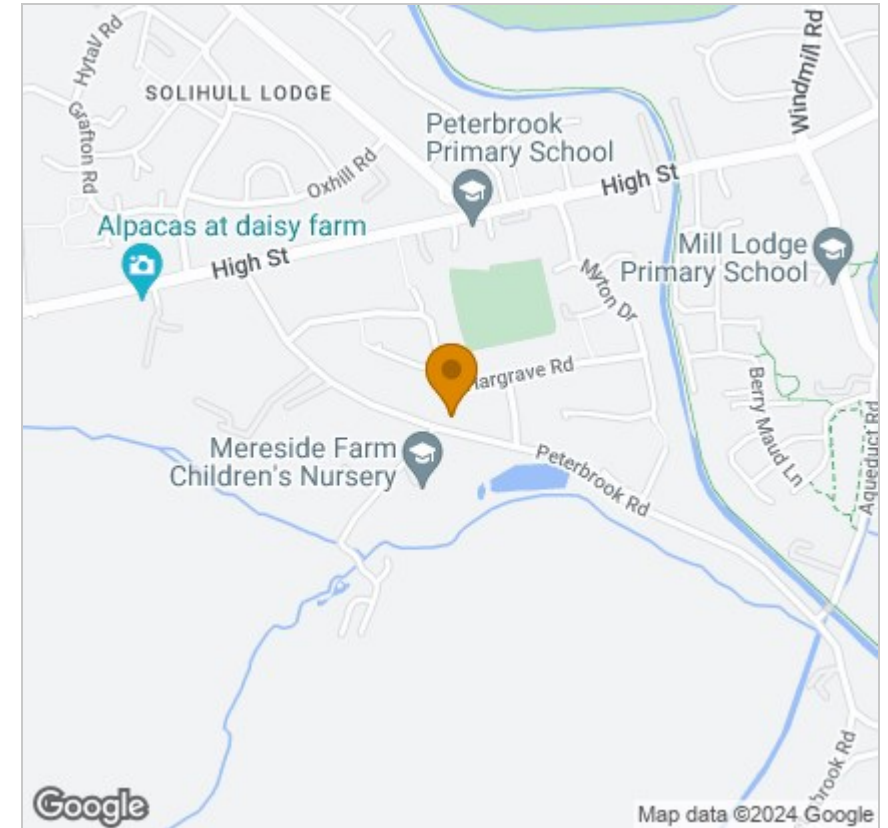 Hytall Rd
SOLIHULL LODGE
Grafton Rd
Oxhill Rd
Peterbrook
Primary School
Windmill Rd
High St
Alpacas at daisy farm
High St
Mill Lodge
Primary School
Myton Dr
Hargrave Rd
Berry Maud Ln
Aqueduct Rd
Mereside Farm
Children's Nursery
Peterbrook Rd
brook Rd
Google
Map data ©2024 Google